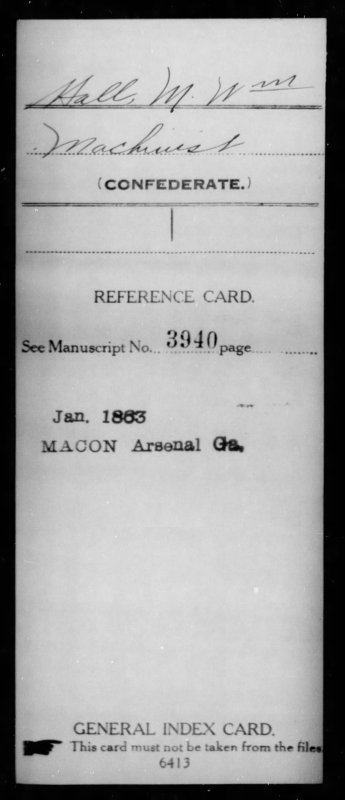 Hall, M. Wm
Machinist
(CONFEDERATE.)
REFERENCE CARD.
See Manuscript No... 3940 page
Jan. 1863
MACON Arsenal Ga.
GENERAL INDEX CARD.
This card must not be taken from the files.
6413